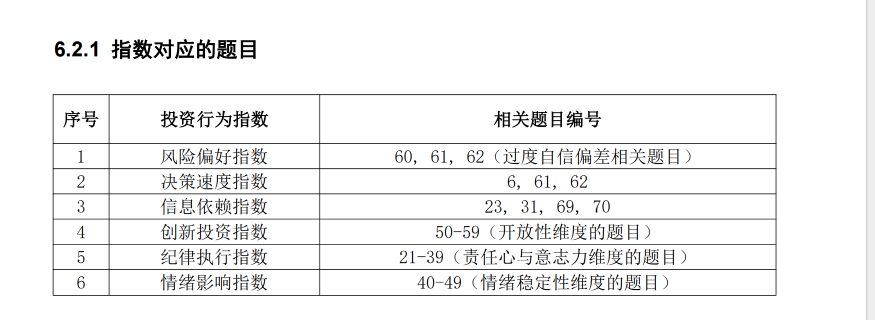 6.2.1 指数对应的题目
序号 投资行为指数 相关题目编号
1 风险偏好指数 60, 61, 62（过度自信偏差相关题目）
2 决策速度指数 6, 61, 62
3 信息依赖指数 23, 31, 69, 70
4 创新投资指数 50-59（开放性维度的题目）
5 纪律执行指数 21-39（责任心与意志力维度的题目）
6 情绪影响指数 40-49（情绪稳定性维度的题目）